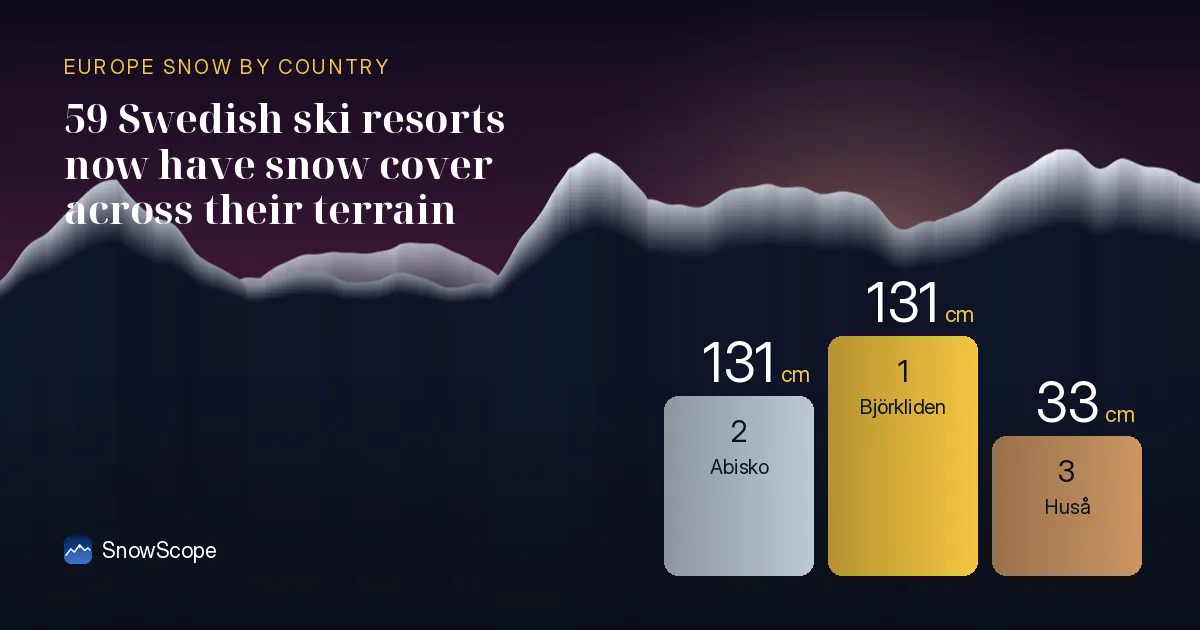 EUROPE SNOW BY COUNTRY
59 Swedish ski resorts
now have snow cover
across their terrain
131 cm
1
Björkliden
131 cm
2
Abisko
33 cm
3
Huså
SnowScope